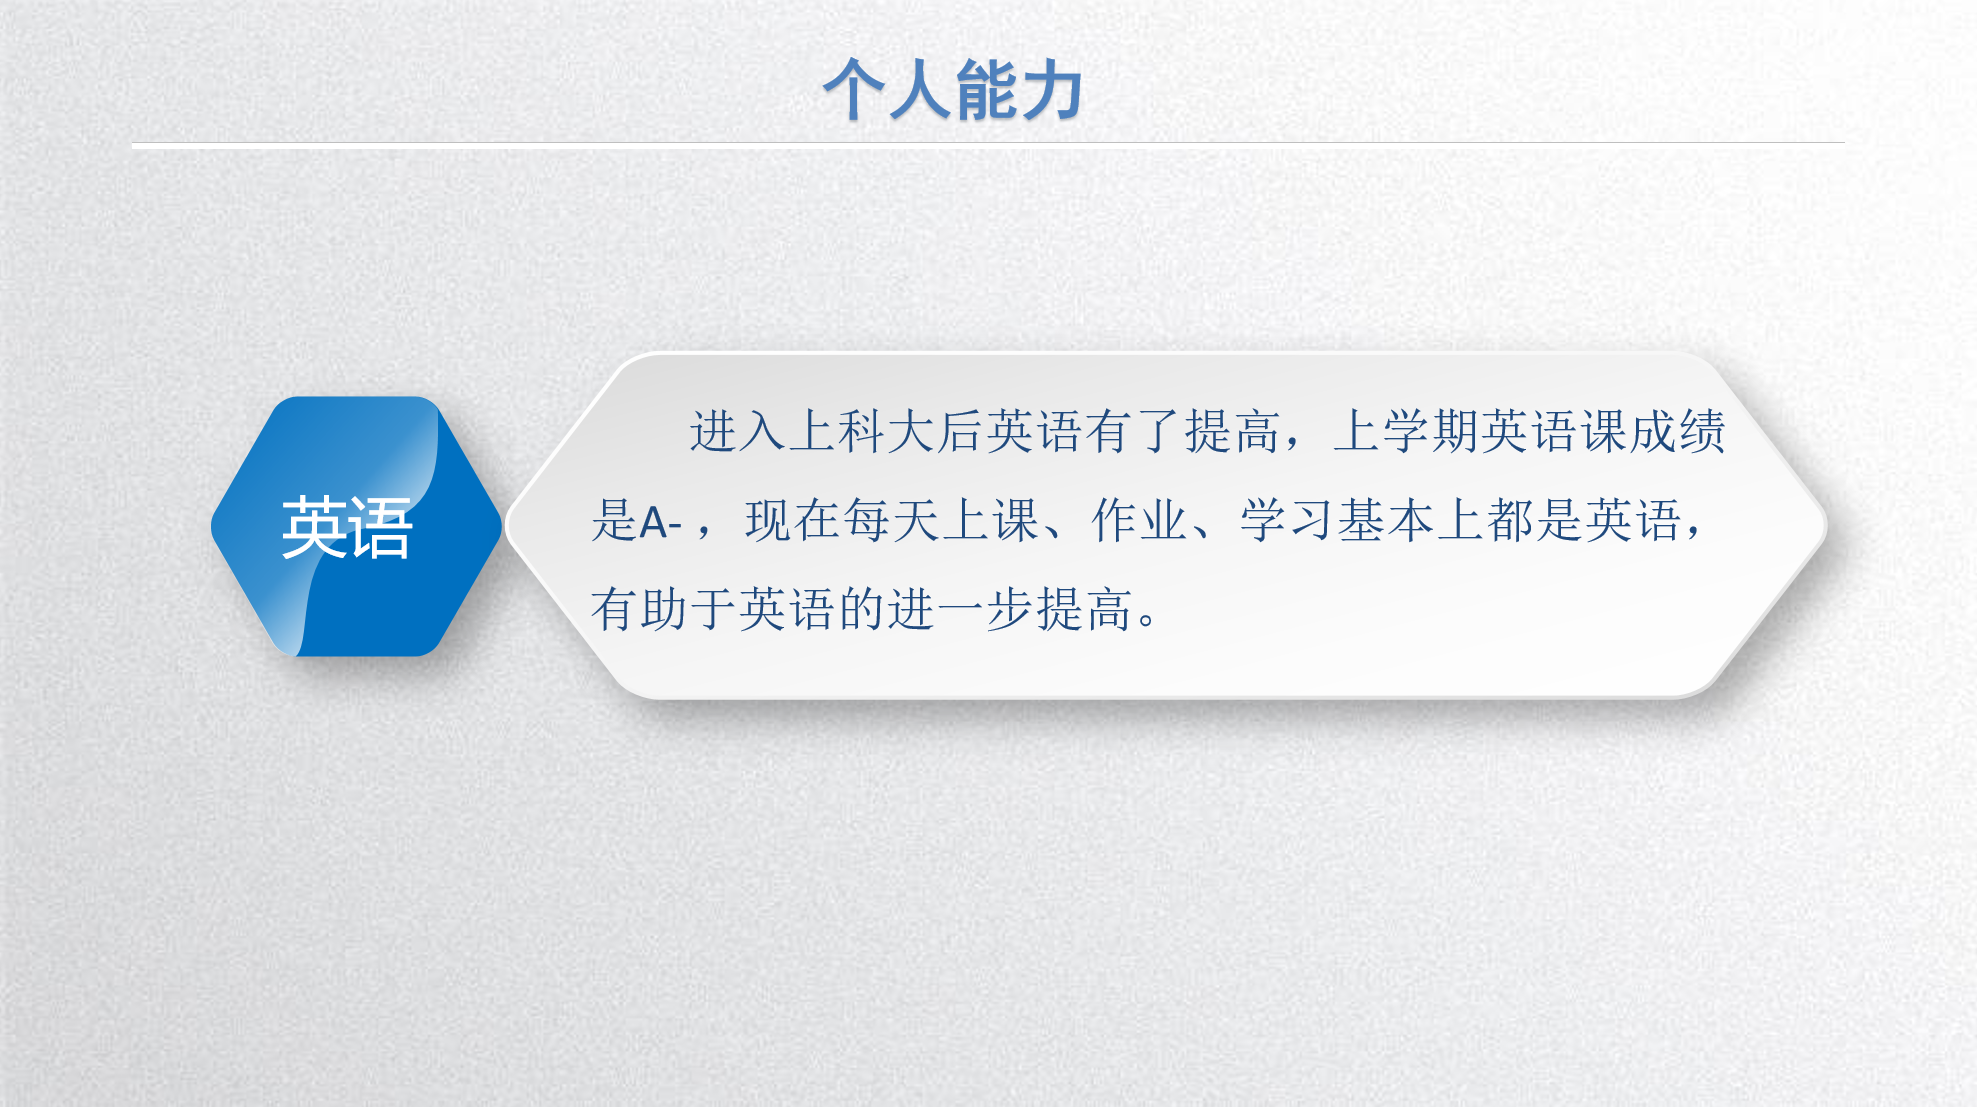 个人能力
英语
进入上科大后英语有了提高，上学期英语课成绩
是A-，现在每天上课、作业、学习基本上都是英语，
有助于英语的进一步提高。